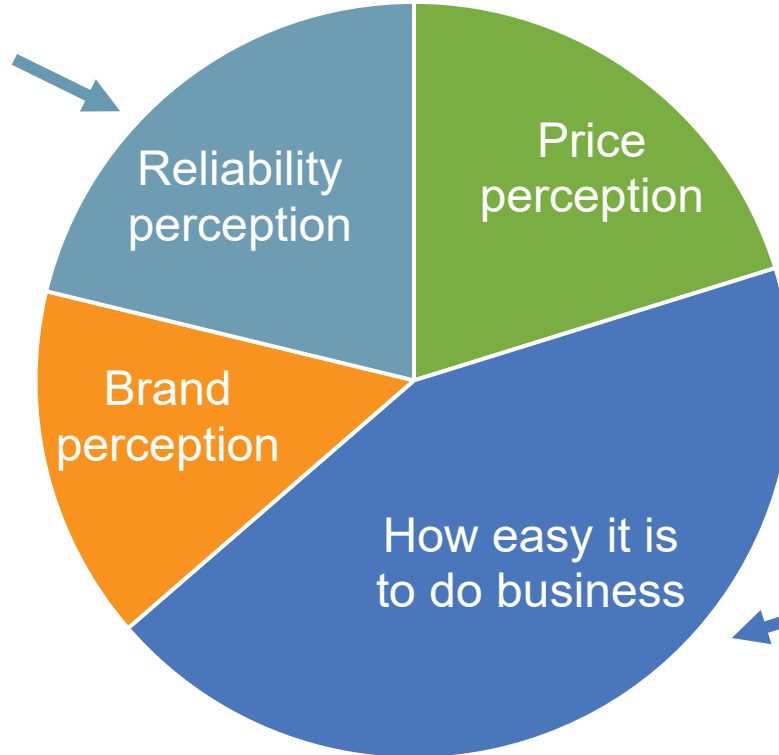 Price
perception
Reliability
perception
Brand
perception
How easy it is
to do business